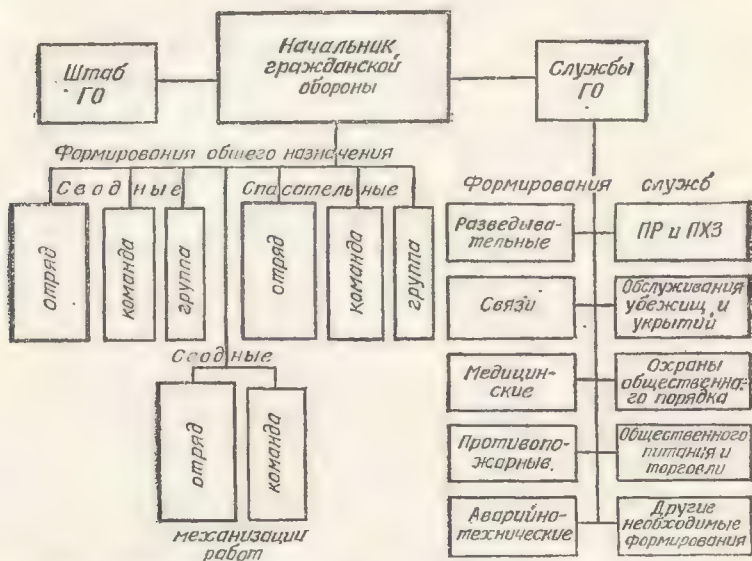 Начальник
гражданской
обороны
Штаб
ГО
Службы
ГО
Формирования общего назначения
Сводные
отряд
команда
группа
Спасательные
отряд
команда
группа
Сводные
отряд
команда
механизации
работ
Формирования служб
Разведыва-
тельные
ПР и ПХЗ
Связи
Обслуживания
убежищ и
укрытий
Медицин-
ские
Охраны
общественно-
го порядка
Противопо-
жарные
Общественного
питания и
торговли
Аварийно-
технические
Другие
необходимые
формирования